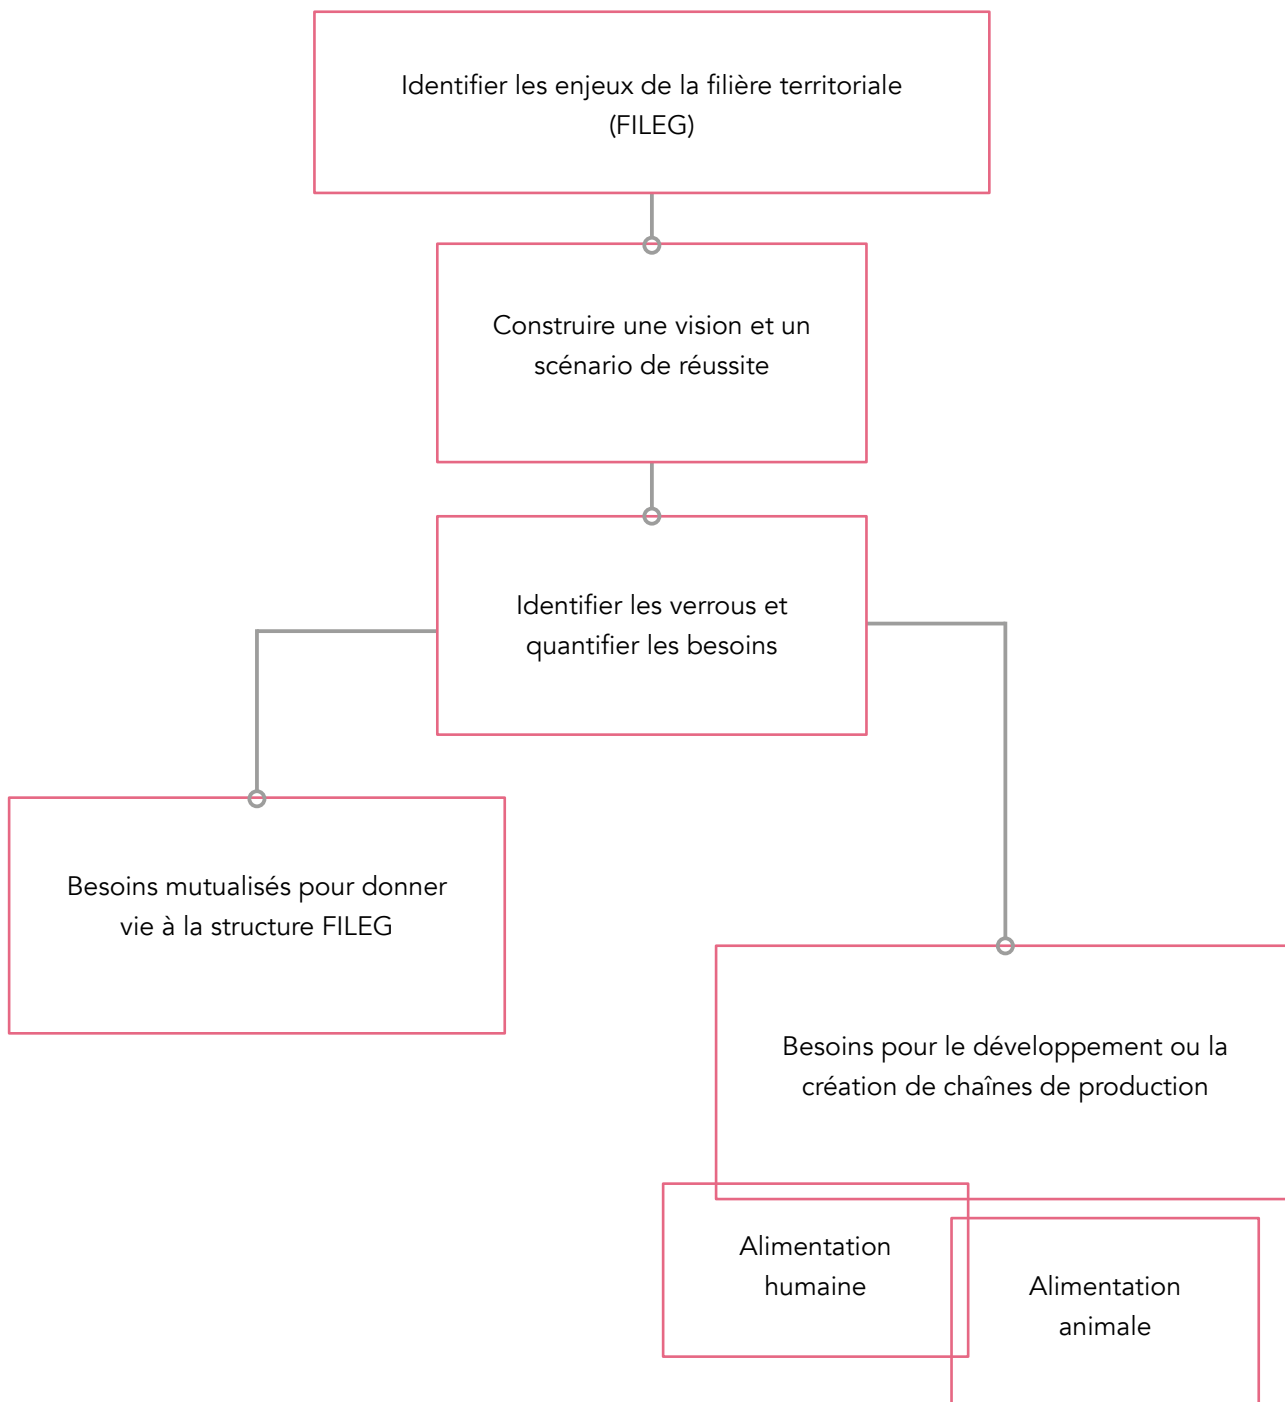 Identifier les enjeux de la filière territoriale
(FILEG)
Construire une vision et un
scénario de réussite
Identifier les verrous et
quantifier les besoins
Besoins mutualisés pour donner
vie à la structure FILEG
Besoins pour le développement ou la
création de chaînes de production
Alimentation
humaine
Alimentation
animale